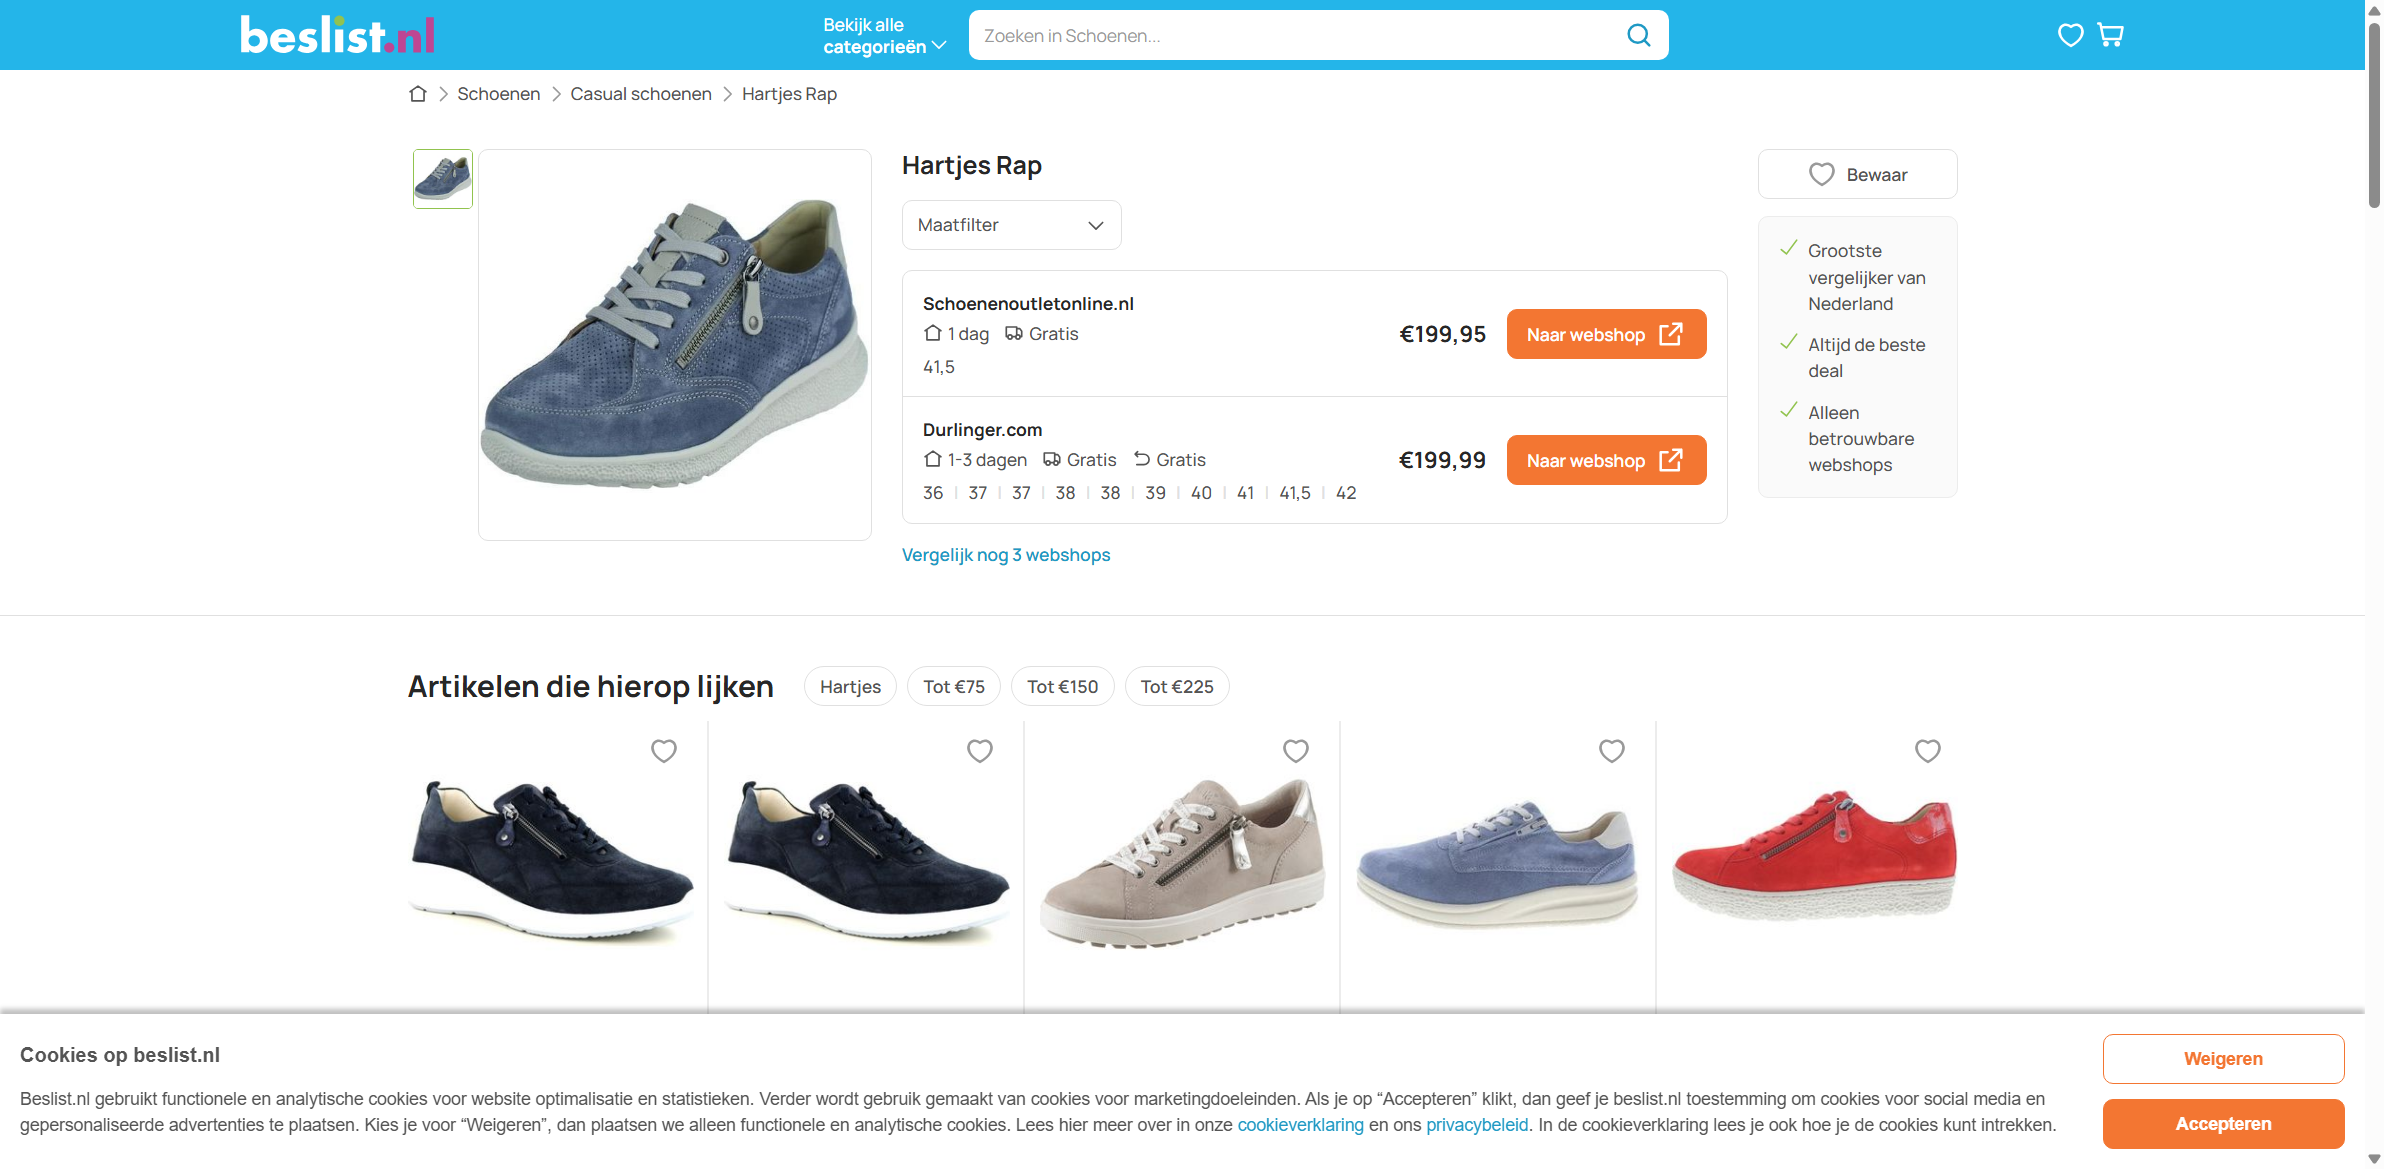 beslist.nl
Bekijk alle
categorieën
Zoeken in Schoenen...
Schoenen
Casual schoenen
Hartjes Rap
Hartjes Rap
Maatfilter
Schoenenoutletonline.nl
1 dag Gratis
41,5
€199,95
Naar webshop
Durlinger.com
1-3 dagen Gratis Gratis
36 | 37 | 37 | 38 | 38 | 39 | 40 | 41 | 41,5 | 42
€199,99
Naar webshop
Vergelijk nog 3 webshops
Bewaar
Grootste
vergelijker van
Nederland
Altijd de beste
deal
Alleen
betrouwbare
webshops
Artikelen die hierop lijken
Hartjes
Tot €75
Tot €150
Tot €225
Cookies op beslist.nl
Beslist.nl gebruikt functionele en analytische cookies voor website optimalisatie en statistieken. Verder wordt gebruik gemaakt van cookies voor marketingdoeleinden. Als je op “Accepteren” klikt, dan geef je beslist.nl toestemming om cookies voor social media en
gepersonaliseerde advertenties te plaatsen. Kies je voor “Weigeren”, dan plaatsen we alleen functionele en analytische cookies. Lees hier meer over in onze cookieverklaring en ons privacybeleid. In de cookieverklaring lees je ook hoe je de cookies kunt intrekken.
Weigeren
Accepteren